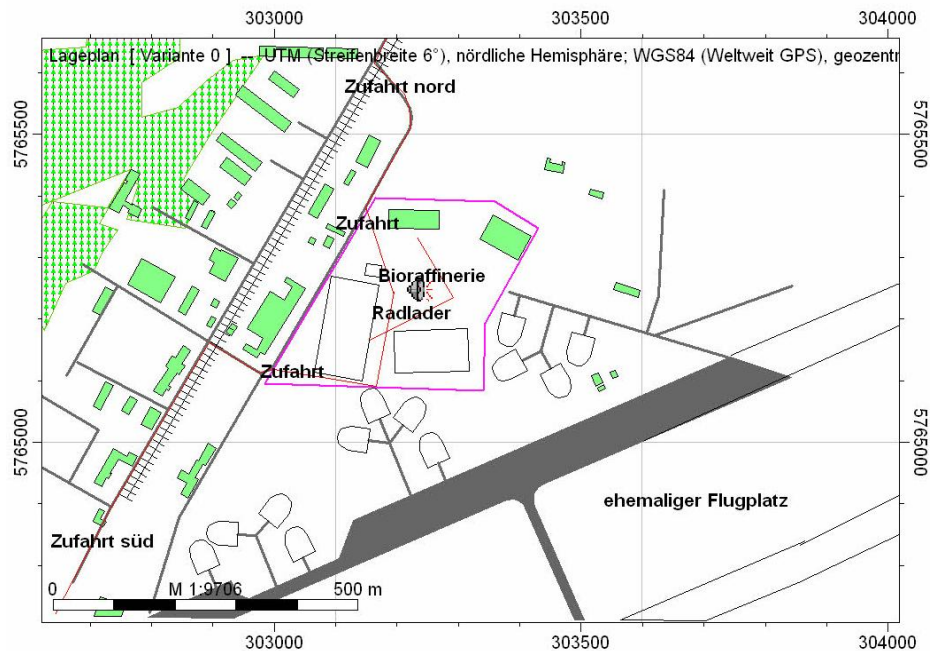 303000 303500 304000
Lageplan [ Variante 0 ] --- UTM (Streifenbreite 6°), nördliche Hemisphäre; WGS84 (Weltweit GPS), geozentr
Zufahrt nord
5765500 5765500
Zufahrt
Bioraffinerie
Radlader
Zufahrt
5765000 5765000
ehemaliger Flugplatz
Zufahrt süd
0 M 1:9706 500 m
303000 303500 304000